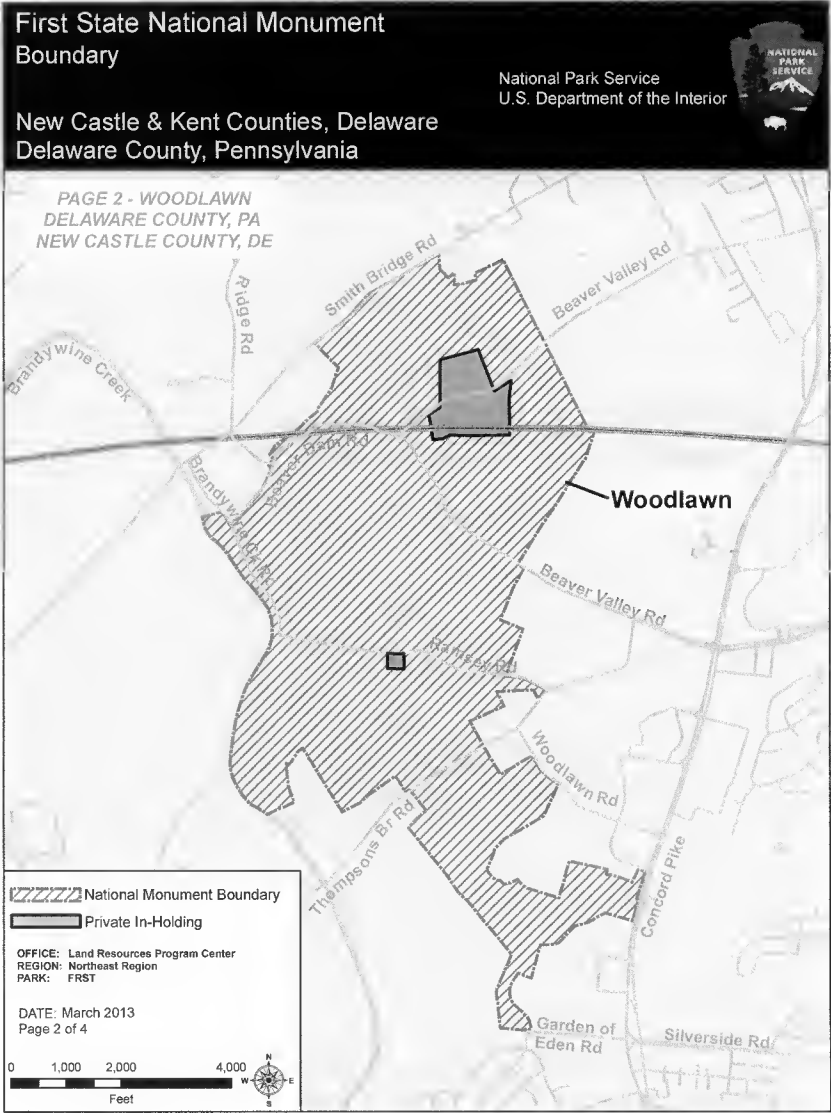 First State National Monument
Boundary
National Park Service
U.S. Department of the Interior
NATIONAL
PARK
SERVICE
New Castle & Kent Counties, Delaware
Delaware County, Pennsylvania
PAGE 2 - WOODLAWN
DELAWARE COUNTY, PA
NEW CASTLE COUNTY, DE
Smith Bridge Rd
Beaver Valley Rd
Ridge Rd
Brandywine Creek
Beaver Dam Rd
Brandywine Ck Rd
Woodlawn
Beaver Valley Rd
Ramsey Rd
Woodlawn Rd
Thompsons Br Rd
Concord Pike
National Monument Boundary
Private In-Holding
OFFICE: Land Resources Program Center
REGION: Northeast Region
PARK: FRST
DATE: March 2013
Page 2 of 4
Garden of
Eden Rd
Silverside Rd
0 1,000 2,000 4,000
Feet
N
W E
S